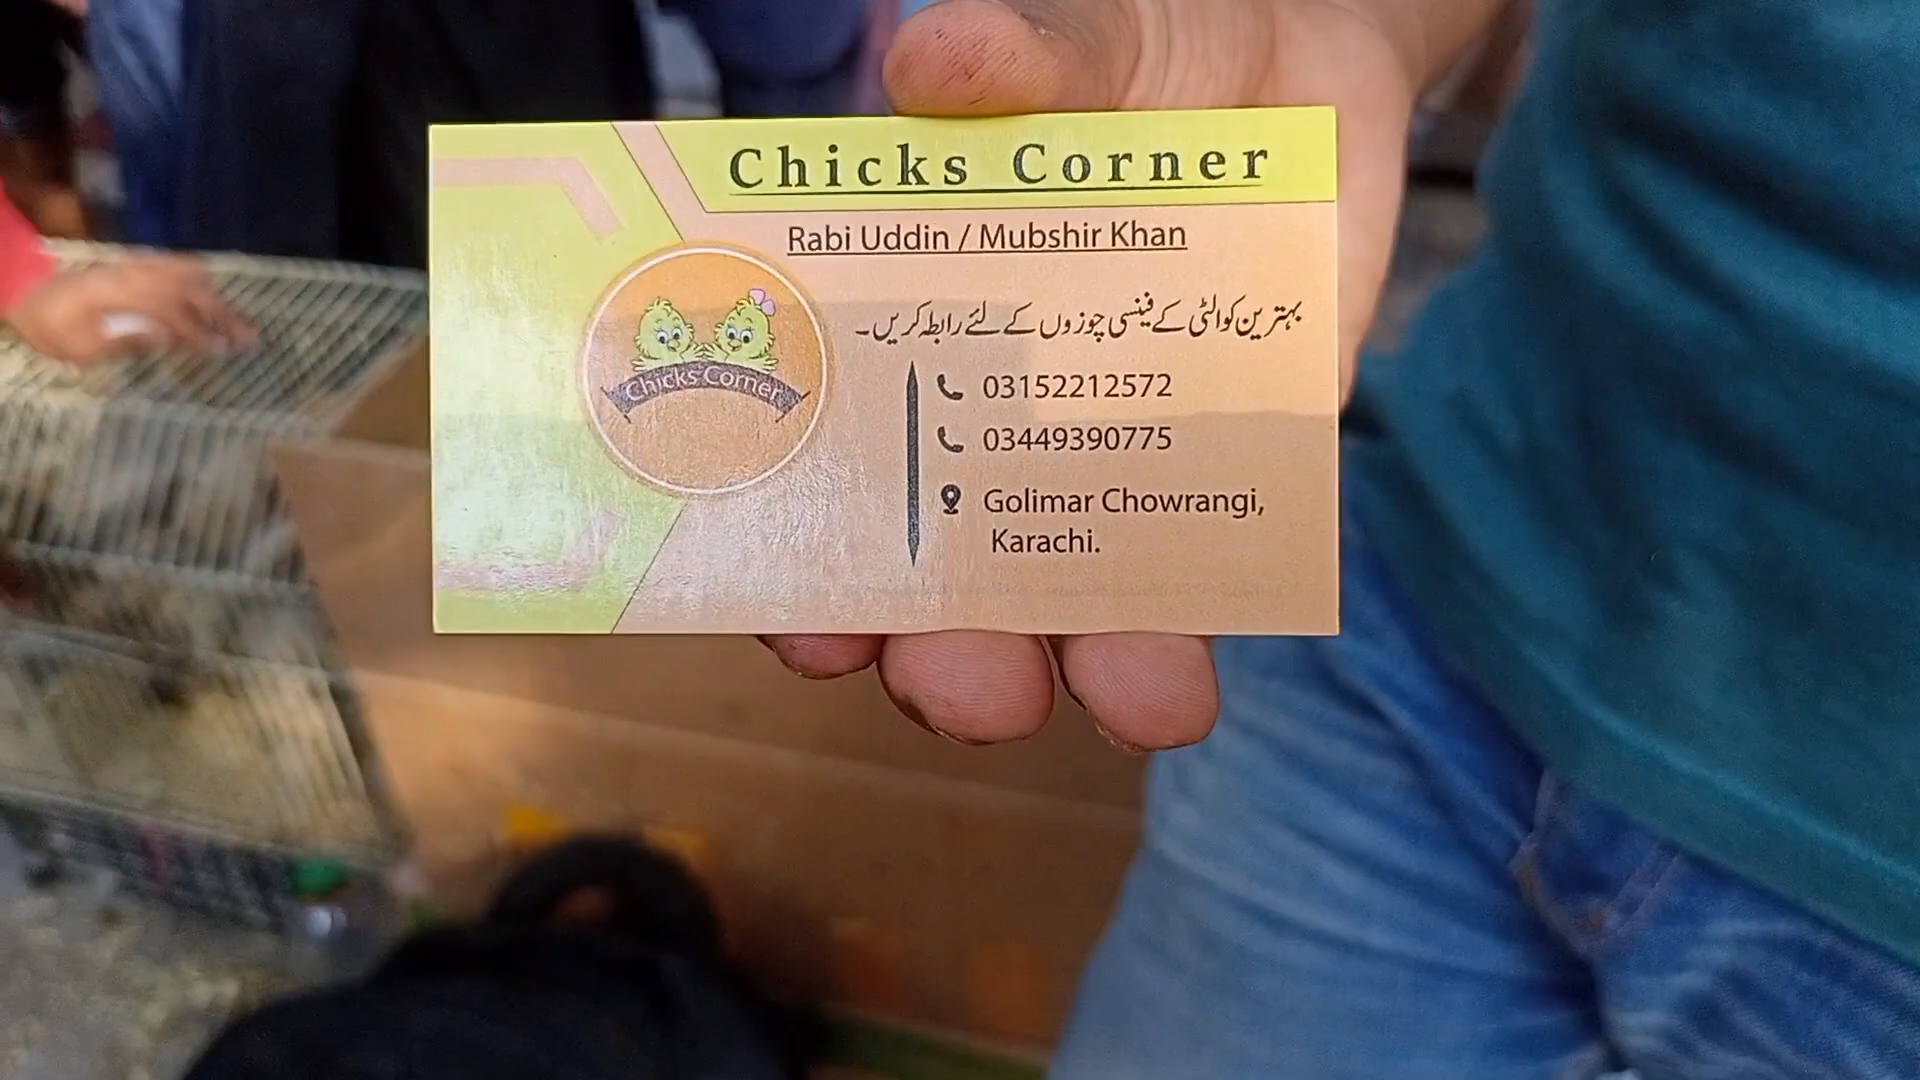 Chicks Corner
Rabi Uddin / Mubshir Khan
بہترین کوالٹی کے فینسی چوزوں کے لئے رابطہ کریں۔
Chicks Corner
03152212572
03449390775
Golimar Chowrangi,
Karachi.